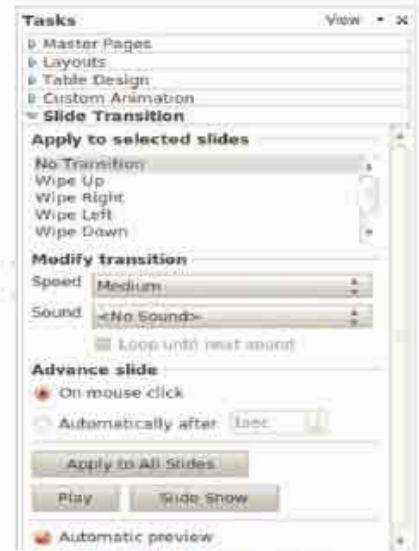 Tasks View
Master Pages
Layouts
Table Design
Custom Animation
Slide Transition
Apply to selected slides
No Transition
Wipe Up
Wipe Right
Wipe Left
Wipe Down
Modify transition
Speed Medium
Sound <No Sound>
Loop until next sound
Advance slide
On mouse click
Automatically after 1sec
Apply to All Slides
Play Slide Show
Automatic preview